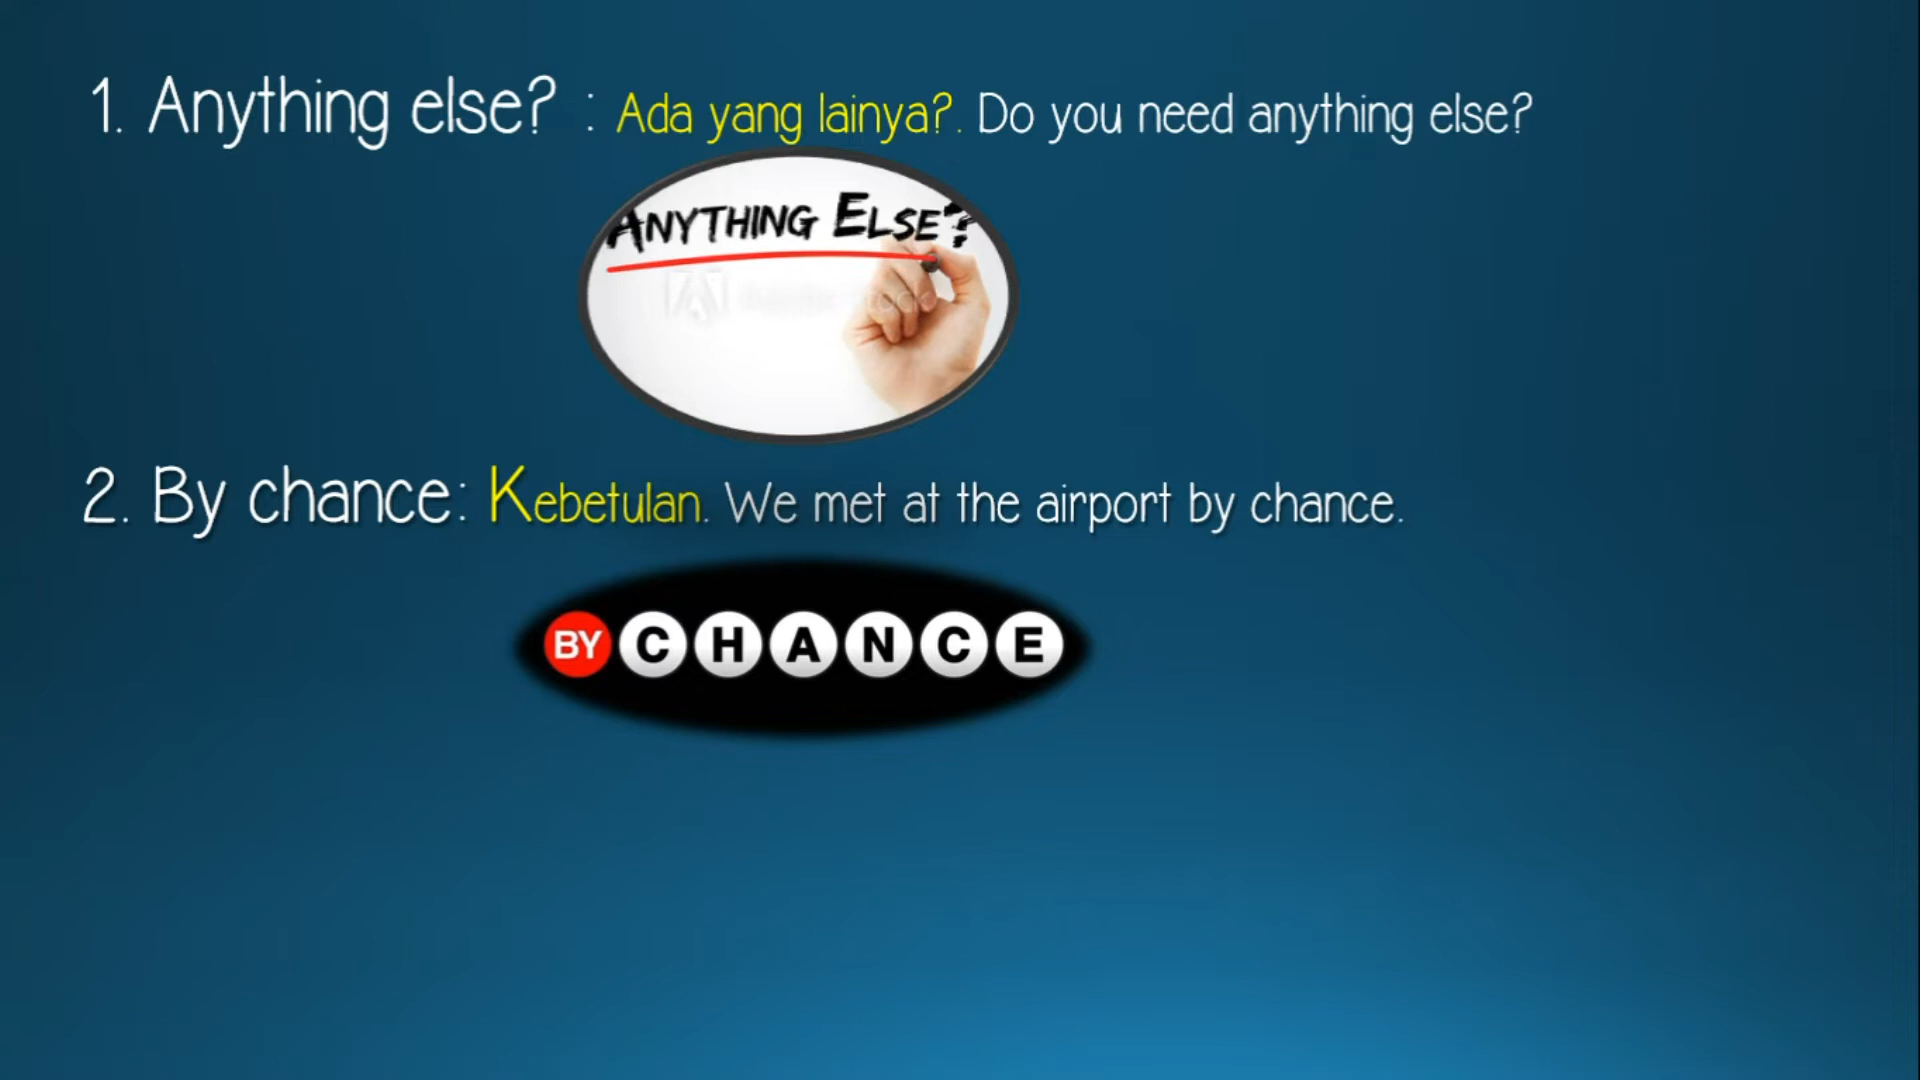 1. Anything else? : Ada yang lainya?. Do you need anything else?
ANYTHING ELSE?
2. By chance: Kebetulan. We met at the airport by chance.
BY CHANCE